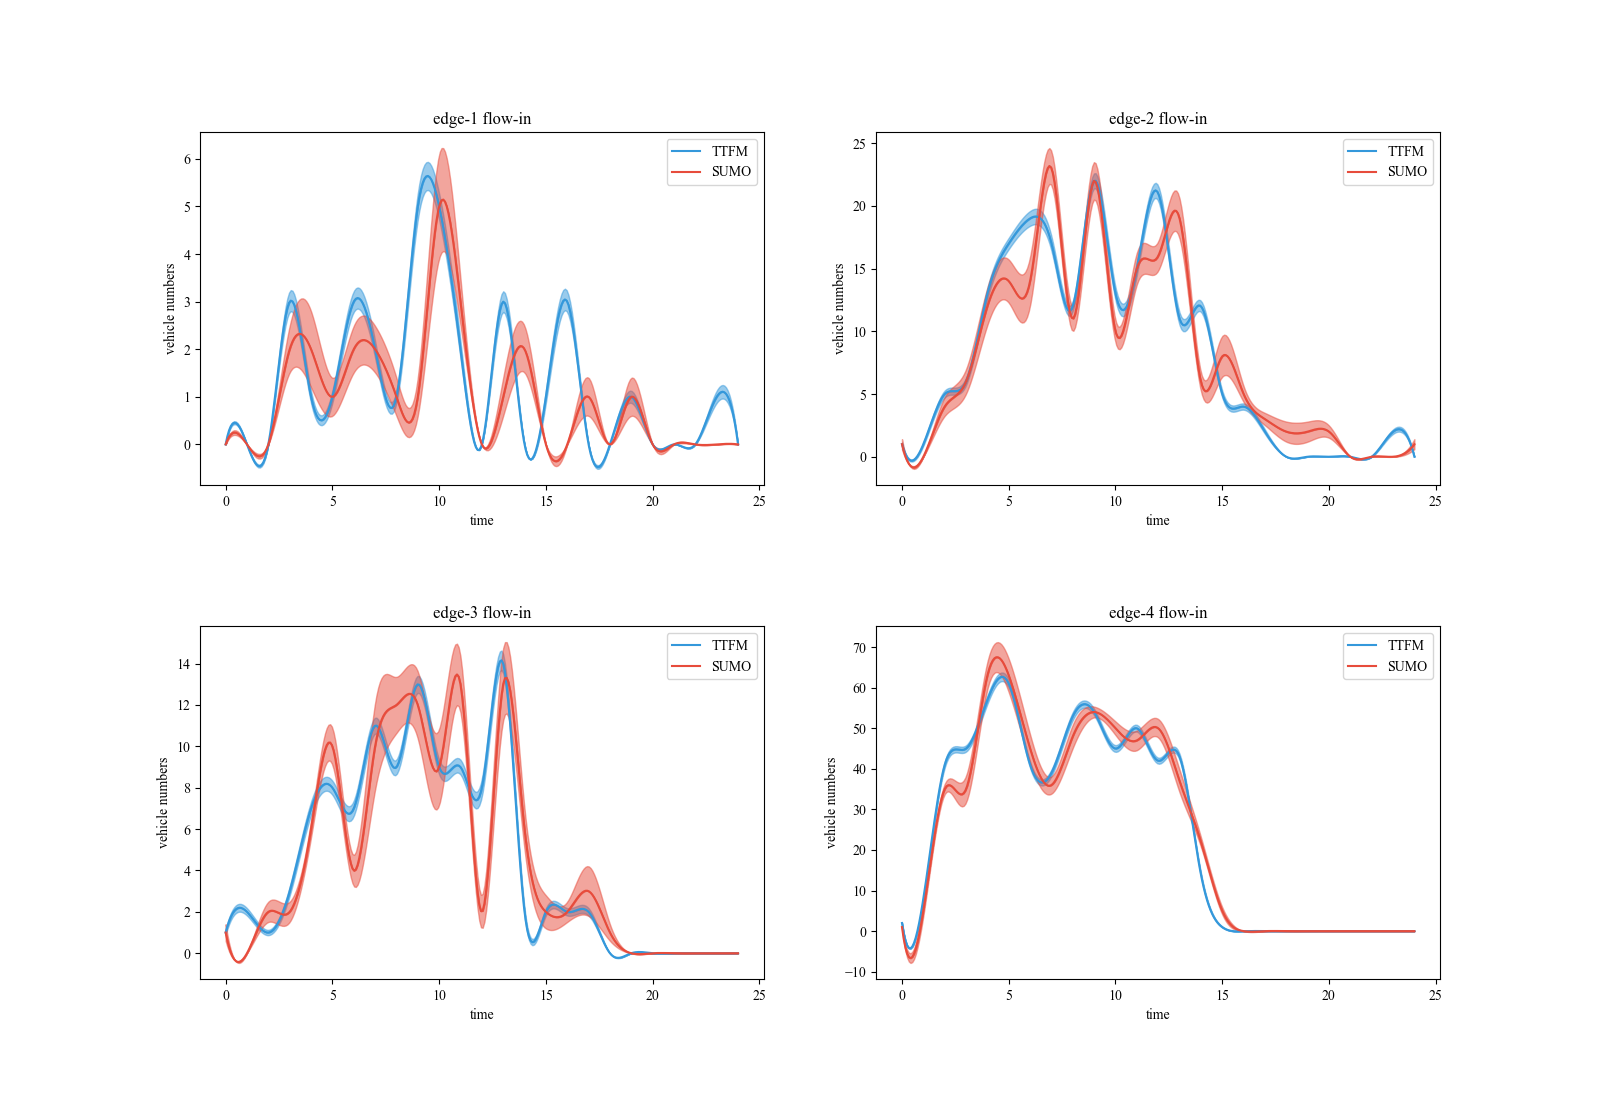 edge-1 flow-in
vehicle numbers
6
5
4
3
2
1
0
0 5 10 15 20 25
time
TTFM
SUMO
edge-2 flow-in
vehicle numbers
25
20
15
10
5
0
0 5 10 15 20 25
time
TTFM
SUMO
edge-3 flow-in
vehicle numbers
14
12
10
8
6
4
2
0
0 5 10 15 20 25
time
TTFM
SUMO
edge-4 flow-in
vehicle numbers
70
60
50
40
30
20
10
0
−10
0 5 10 15 20 25
time
TTFM
SUMO